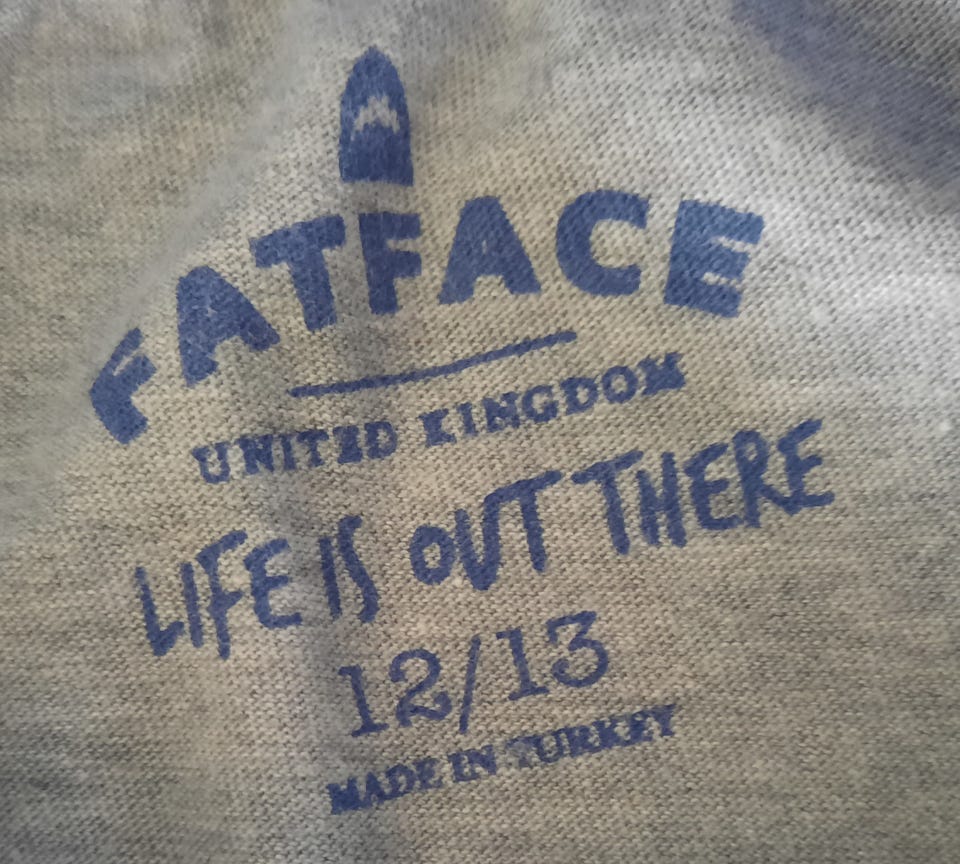 FATFACE
UNITED KINGDOM
LIFE IS OUT THERE
12/13
MADE IN TURKEY